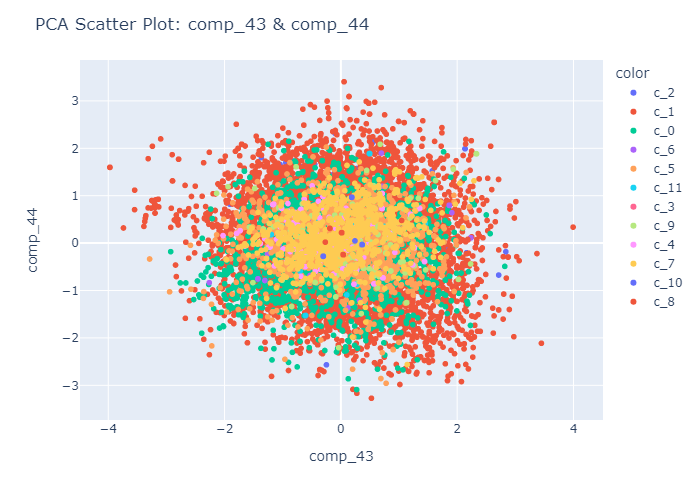 PCA Scatter Plot: comp_43 & comp_44
color
c_2
c_1
c_0
c_6
c_5
c_11
c_3
c_9
c_4
c_7
c_10
c_8
3
2
1
0
−1
−2
−3
comp_44
−4
−2
0
2
4
comp_43